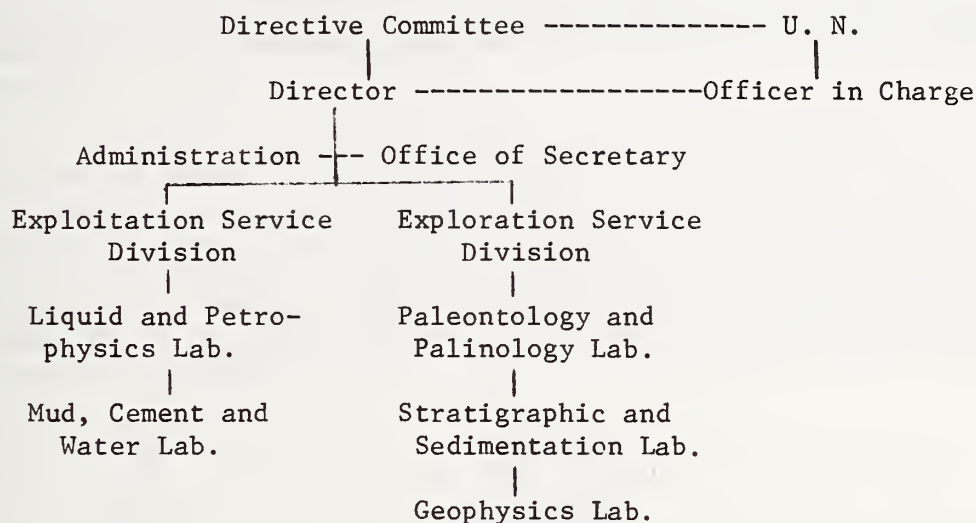 Directive Committee -------------- U. N.
Director ------------------Officer in Charge
Administration --- Office of Secretary
Exploitation Service Division
Exploration Service Division
Liquid and Petro-
physics Lab.
Paleontology and
Palinology Lab.
Mud, Cement and
Water Lab.
Stratigraphic and
Sedimentation Lab.
Geophysics Lab.